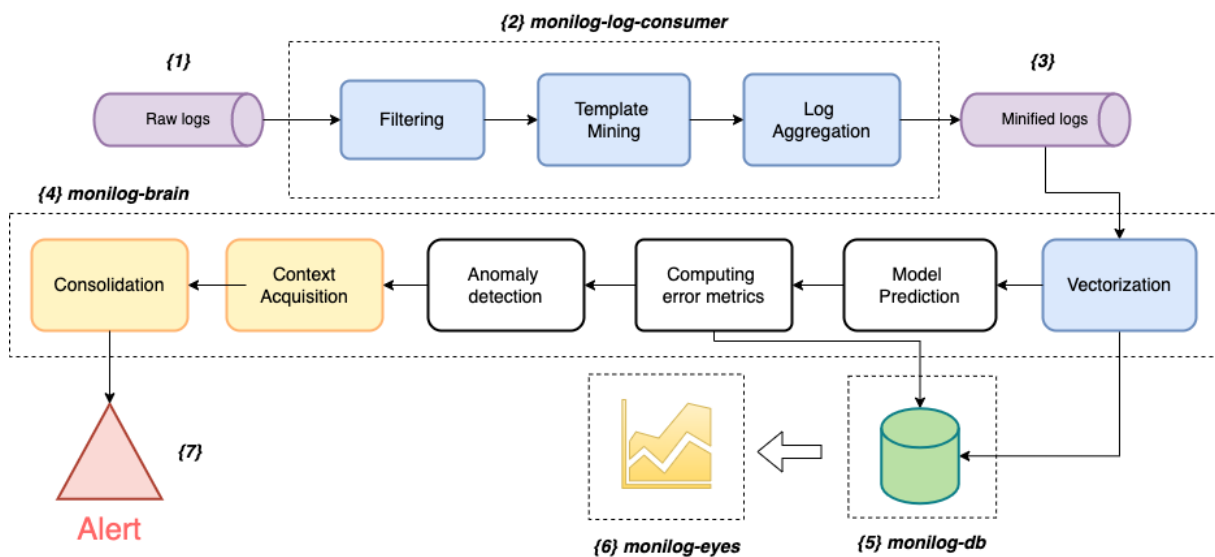 {2} monilog-log-consumer
{1}
{3}
Raw logs
Filtering
Template
Mining
Log
Aggregation
Minified logs
{4} monilog-brain
Consolidation
Context
Acquisition
Anomaly
detection
Computing
error metrics
Model
Prediction
Vectorization
{7}
Alert
{6} monilog-eyes
{5} monilog-db